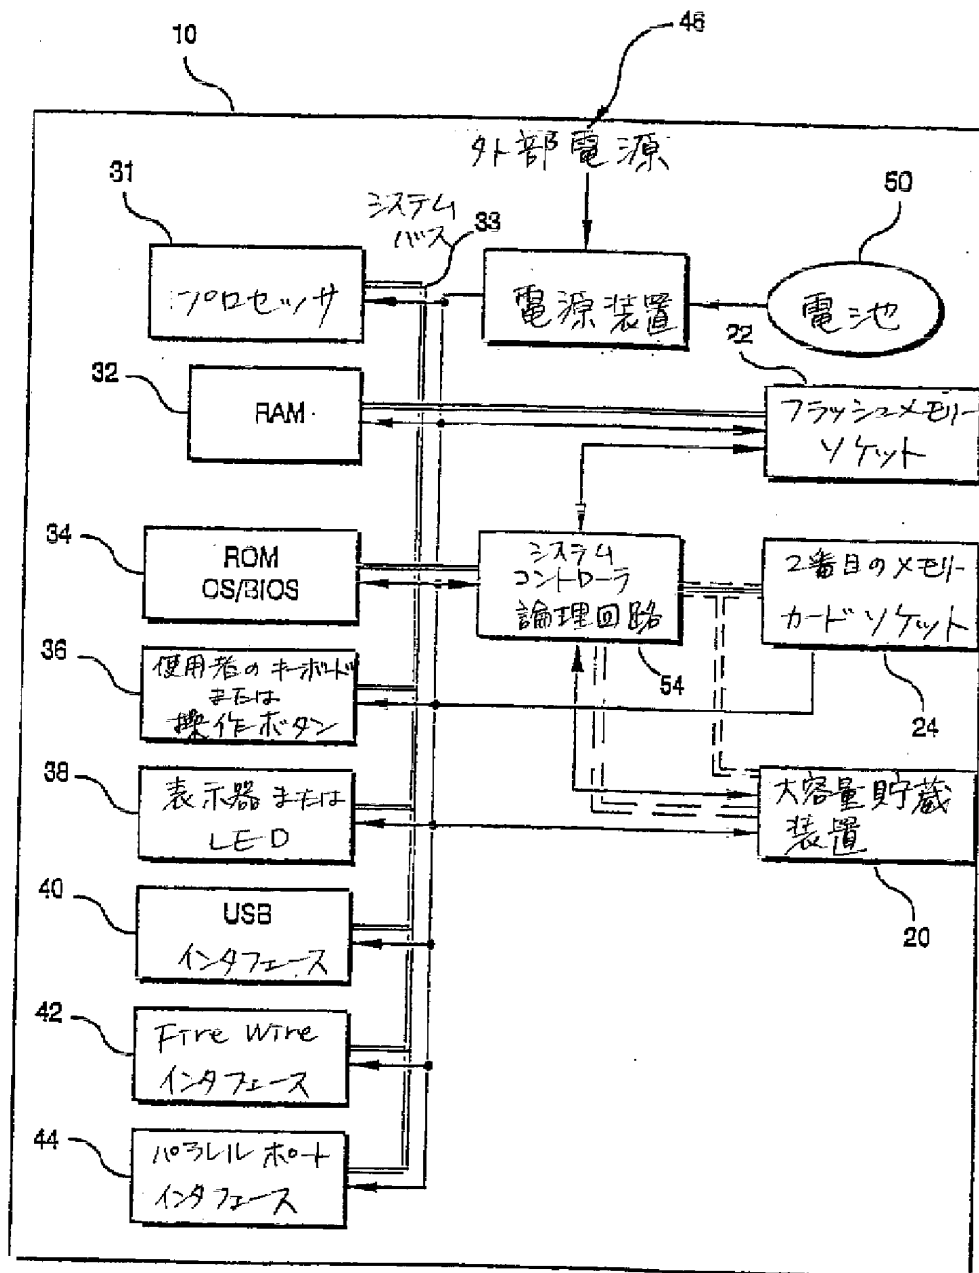 10
46
外部電源
31
システム
バス
33
50
プロセッサ
電源装置
電池
22
32
RAM
フラッシュメモリー
ソケット
34
ROM
OS/BIOS
システム
コントローラ
論理回路
2番目のメモリー
カードソケット
36
使用者のキーボード
または
操作ボタン
54
24
38
表示器または
LED
大容量貯蔵
装置
40
USB
インタフェース
20
42
Fire Wire
インタフェース
44
パラレルポート
インタフェース